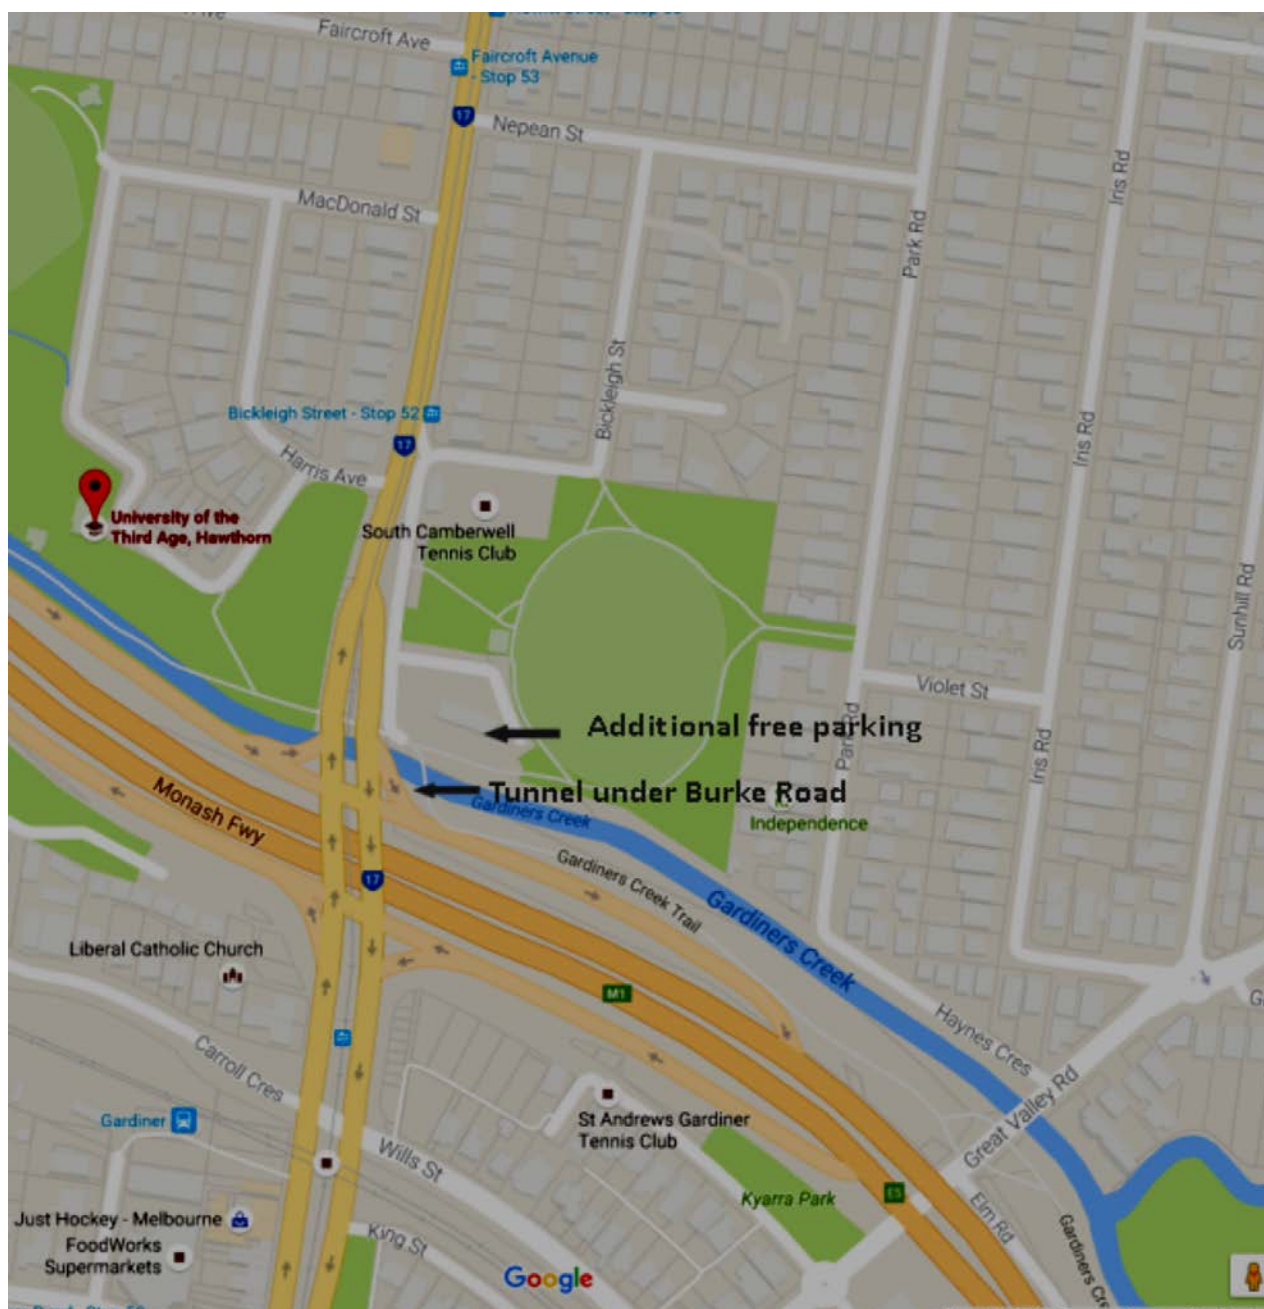 Faircroft Ave
Faircroft Avenue
- Stop 53
17
Nepean St
MacDonald St
Iris Rd
Park Rd
Bickleigh St
Bickleigh Street - Stop 52
17
Harris Ave
Iris Rd
University of the
Third Age, Hawthorn
South Camberwell
Tennis Club
Sunhill Rd
Violet St
Additional free parking
Park Rd
Iris Rd
Tunnel under Burke Road
Gardiners Creek
Independence
Monash Fwy
17
Gardiners Creek Trail
Gardiners Creek
Liberal Catholic Church
M1
Haynes Cres
Carroll Cres
Great Valley Rd
Gardiner
St Andrews Gardiner
Tennis Club
Wills St
Kyarra Park
E5
Elm Rd
Just Hockey - Melbourne
FoodWorks
Supermarkets
King St
Google